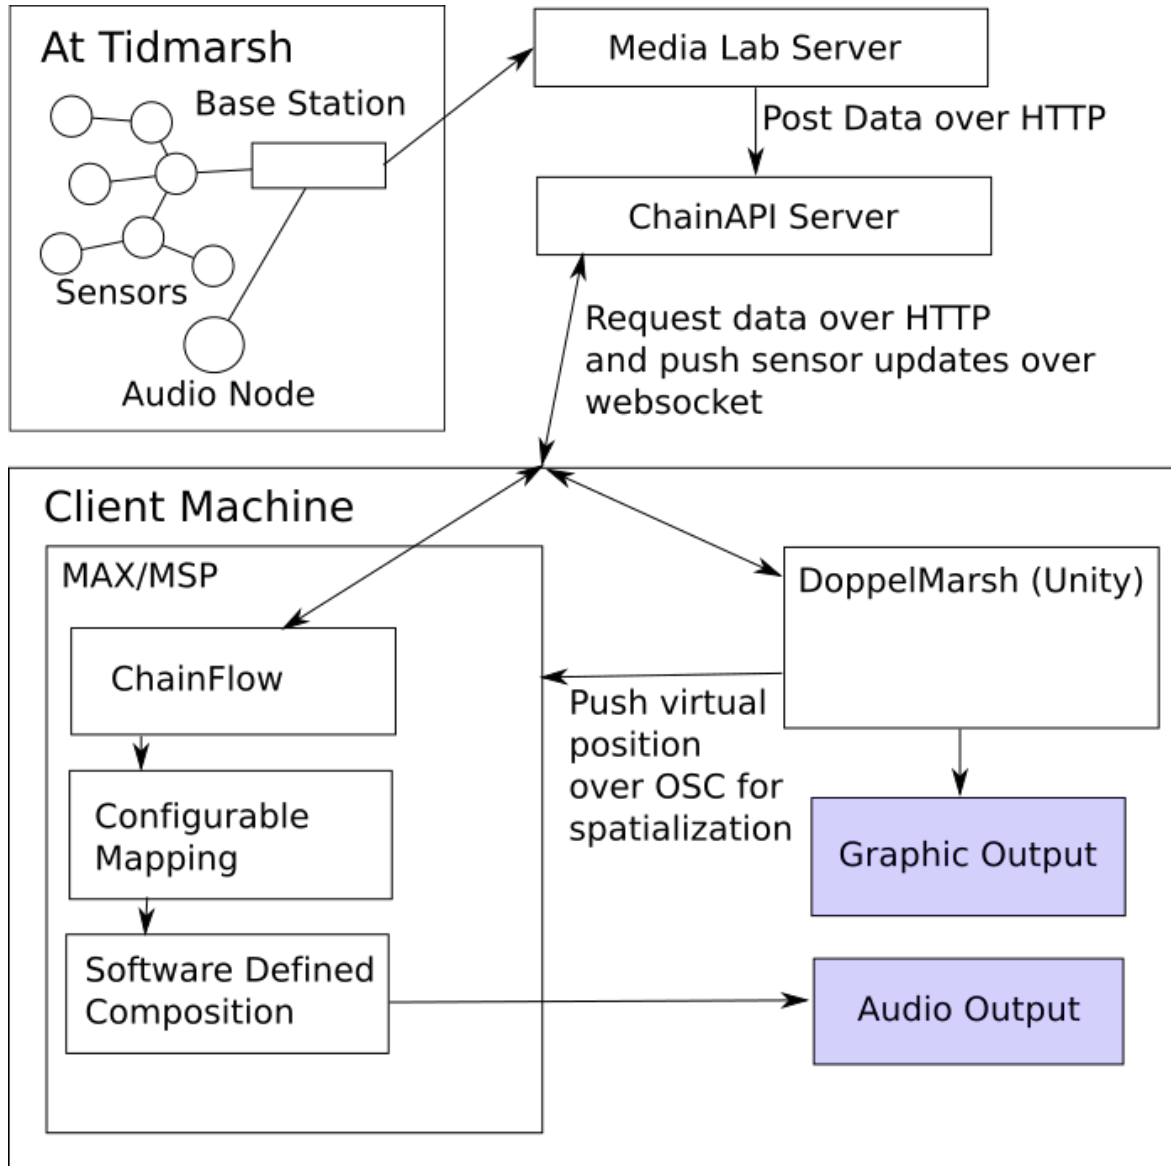 At Tidmarsh
Base Station
Sensors
Audio Node
Media Lab Server
Post Data over HTTP
ChainAPI Server
Request data over HTTP
and push sensor updates over
websocket
Client Machine
MAX/MSP
ChainFlow
Configurable
Mapping
Software Defined
Composition
DoppelMarsh (Unity)
Push virtual
position
over OSC for
spatialization
Graphic Output
Audio Output